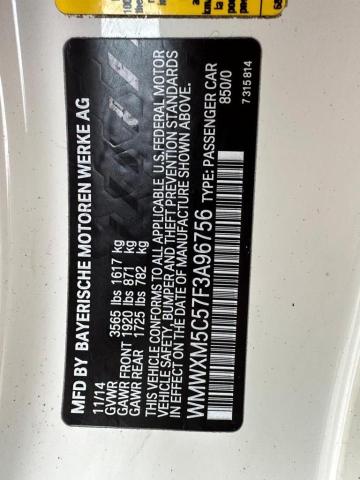 MFD BY BAYERISCHE MOTOREN WERKE AG
11/14
GVWR 3565 lbs 1617 kg
GAWR FRONT 1920 lbs 871 kg
GAWR REAR 1725 lbs 782 kg
THIS VEHICLE CONFORMS TO ALL APPLICABLE U.S. FEDERAL MOTOR
VEHICLE SAFETY, BUMPER AND THEFT PREVENTION STANDARDS
IN EFFECT ON THE DATE OF MANUFACTURE SHOWN ABOVE.
WMWXM5C57F3A96756 TYPE: PASSENGER CAR
850/0
7 315 814